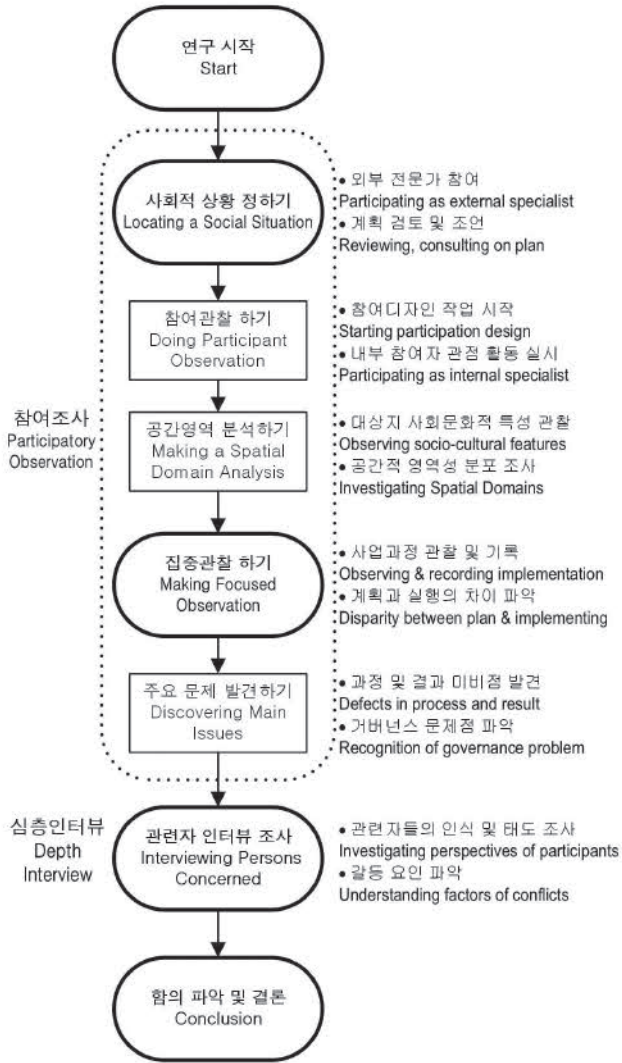 연구 시작
Start
사회적 상황 정하기
Locating a Social Situation
• 외부 전문가 참여
Participating as external specialist
• 계획 검토 및 조언
Reviewing, consulting on plan
참여관찰 하기
Doing Participant
Observation
• 참여디자인 작업 시작
Starting participation design
• 내부 참여자 관점 활동 실시
Participating as internal specialist
참여조사
Participatory
Observation
공간영역 분석하기
Making a Spatial
Domain Analysis
• 대상지 사회문화적 특성 관찰
Observing socio-cultural features
• 공간적 영역성 분포 조사
Investigating Spatial Domains
집중관찰 하기
Making Focused
Observation
• 사업과정 관찰 및 기록
Observing & recording implementation
• 계획과 실행의 차이 파악
Disparity between plan & implementing
주요 문제 발견하기
Discovering Main
Issues
• 과정 및 결과 미비점 발견
Defects in process and result
• 거버넌스 문제점 파악
Recognition of governance problem
심층인터뷰
Depth
Interview
관련자 인터뷰 조사
Interviewing Persons
Concerned
• 관련자들의 인식 및 태도 조사
Investigating perspectives of participants
• 갈등 요인 파악
Understanding factors of conflicts
함의 파악 및 결론
Conclusion